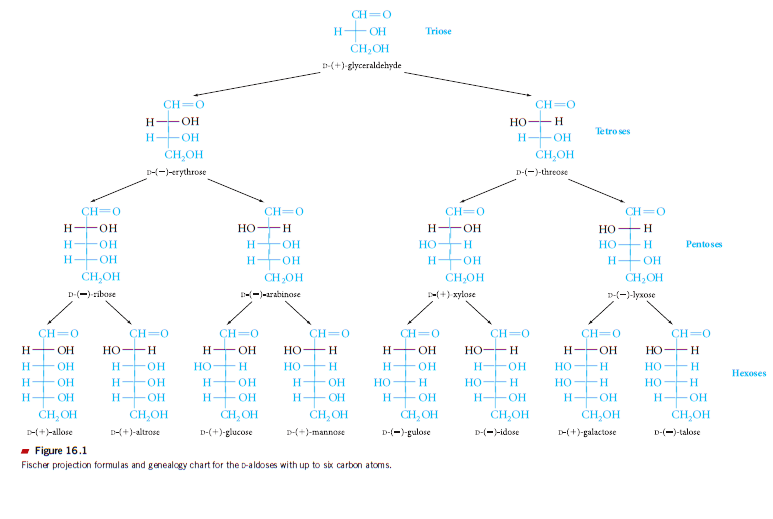 CH=O
H OH Triose
CH₂OH
D-(+)-glyceraldehyde
CH=O CH=O
H OH HO H
H OH H OH Tetroses
CH₂OH CH₂OH
D-(−)-erythrose D-(−)-threose
CH=O CH=O CH=O CH=O
H OH HO H H OH HO H
H OH H OH HO H HO H Pentoses
H OH H OH H OH H OH
CH₂OH CH₂OH CH₂OH CH₂OH
D-(−)-ribose D-(−)-arabinose D-(+)-xylose D-(−)-lyxose
CH=O CH=O CH=O CH=O CH=O CH=O CH=O CH=O
H OH HO H H OH HO H H OH HO H H OH HO H
H OH H OH HO H HO H H OH H OH HO H HO H Hexoses
H OH H OH H OH H OH HO H HO H HO H HO H
H OH H OH H OH H OH H OH H OH H OH H OH
CH₂OH CH₂OH CH₂OH CH₂OH CH₂OH CH₂OH CH₂OH CH₂OH
D-(+)-allose D-(+)-altrose D-(+)-glucose D-(+)-mannose D-(−)-gulose D-(−)-idose D-(+)-galactose D-(−)-talose
Figure 16.1
Fischer projection formulas and genealogy chart for the D-aldoses with up to six carbon atoms.